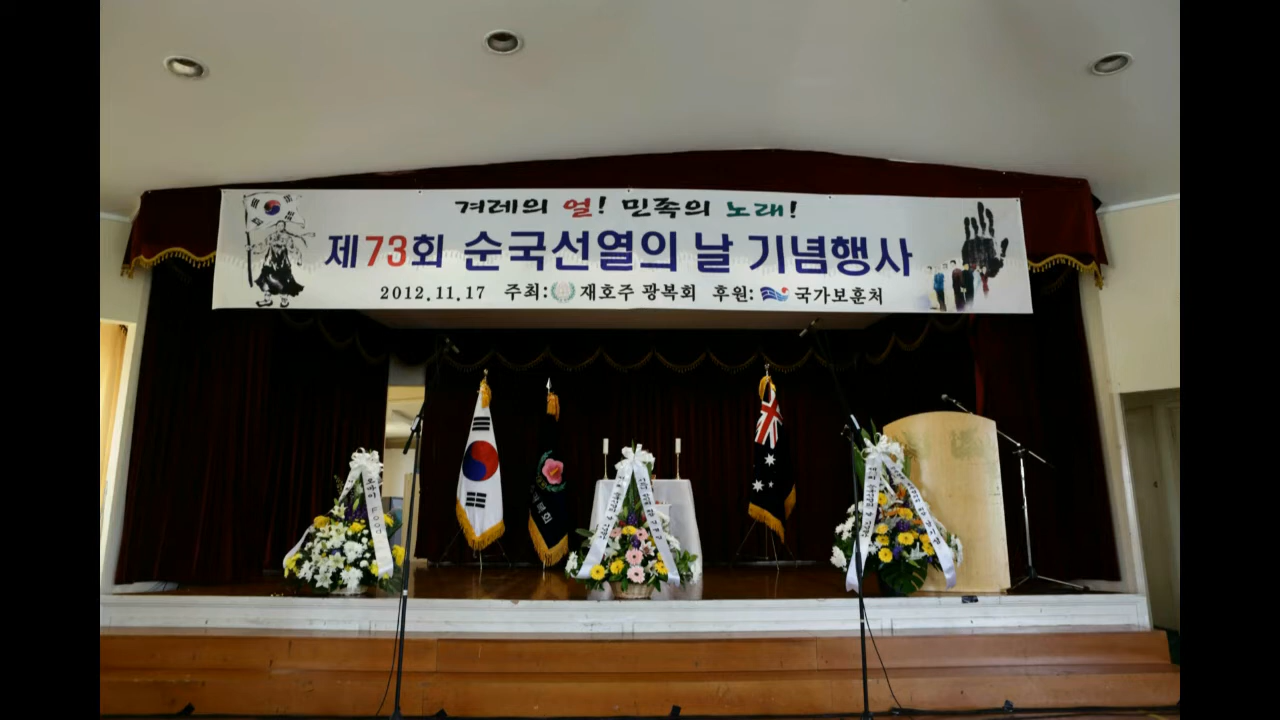 겨레의 얼! 민족의 노래!
제73회 순국선열의 날 기념행사
2012.11.17 주최: 재호주 광복회 후원: 국가보훈처